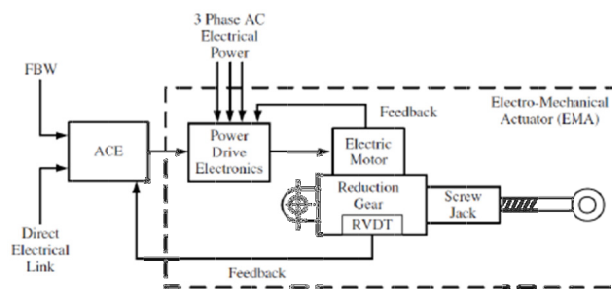 3 Phase AC
Electrical
Power
FBW
Feedback
Electro-Mechanical
Actuator (EMA)
ACE
Power
Drive
Electronics
Electric
Motor
Reduction
Gear
RVDT
Screw
Jack
Direct
Electrical
Link
Feedback